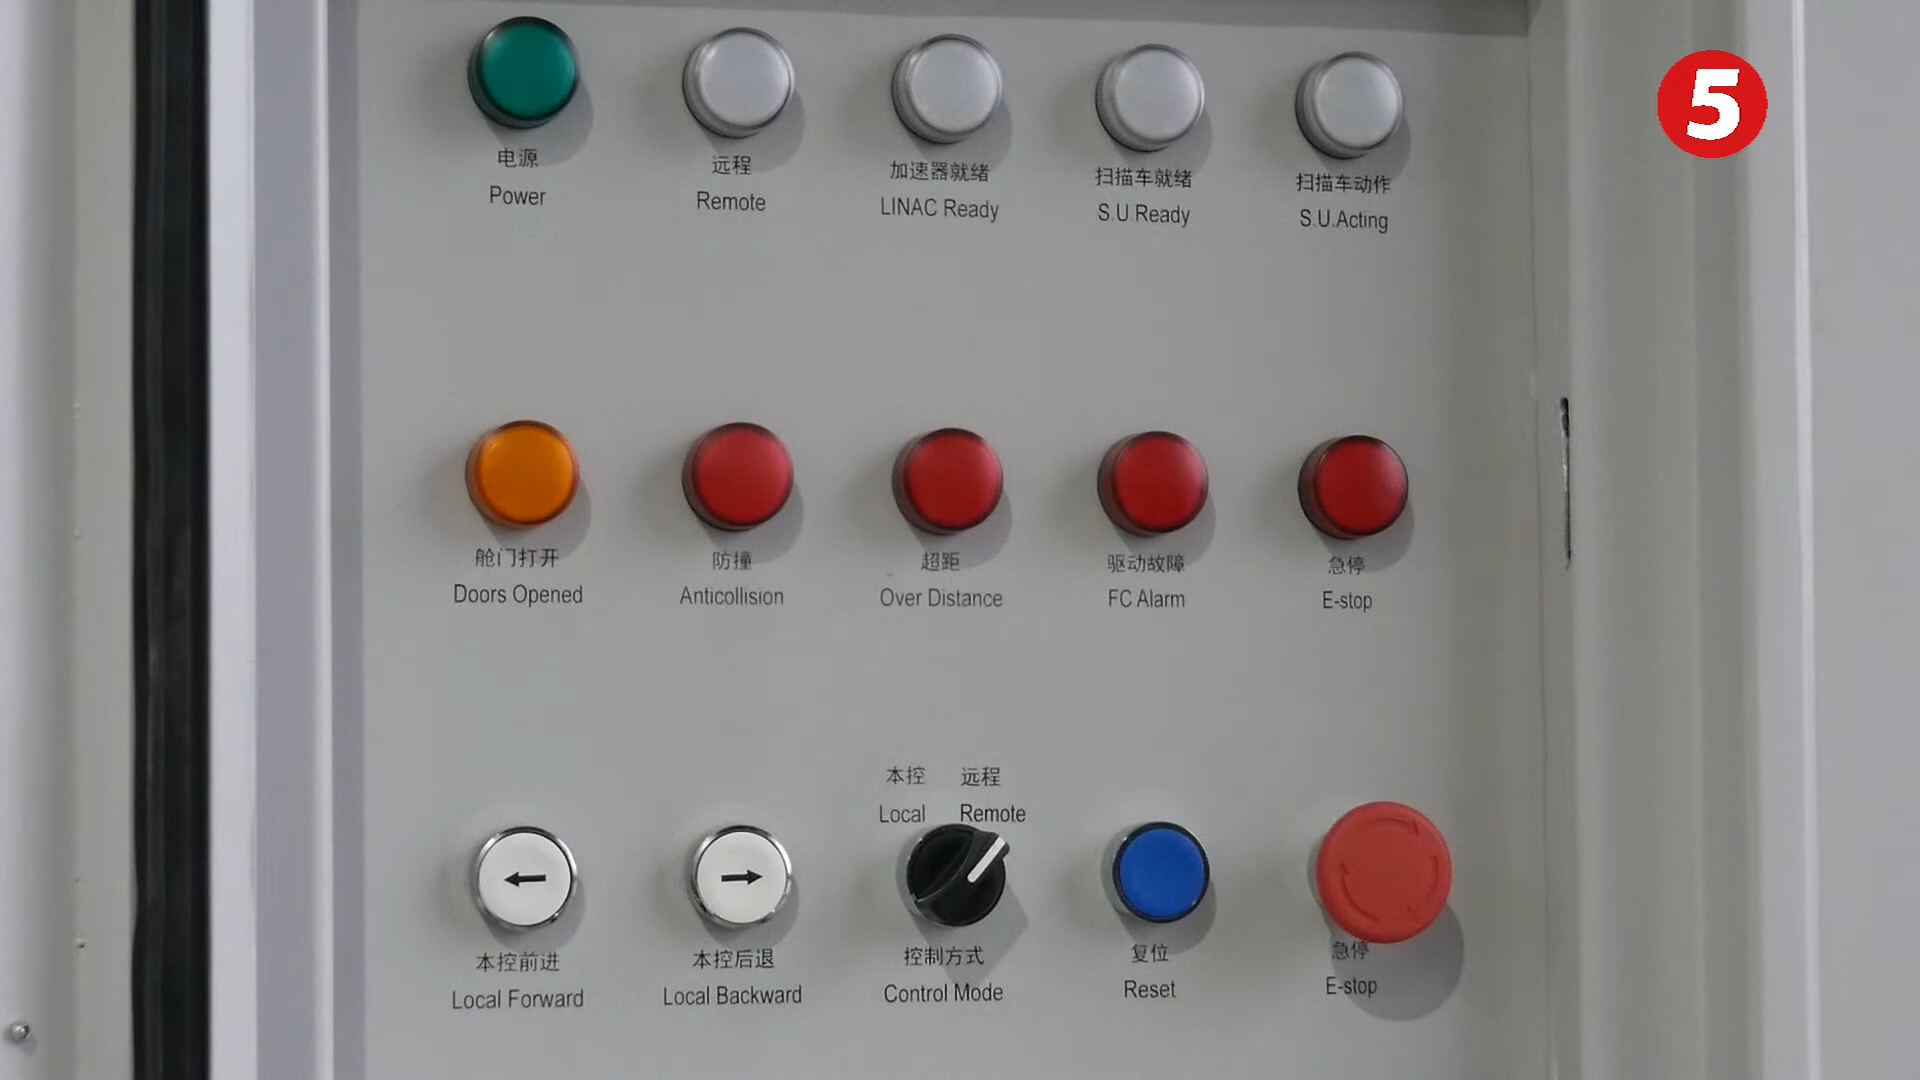 5
电源
Power
远程
Remote
加速器就绪
LINAC Ready
扫描车就绪
S.U.Ready
扫描车动作
S.U.Acting
舱门打开
Doors Opened
防撞
Anticollision
超距
Over Distance
驱动故障
FC Alarm
急停
E-stop
本控 远程
Local Remote
本控前进
Local Forward
本控后退
Local Backward
控制方式
Control Mode
复位
Reset
急停
E-stop